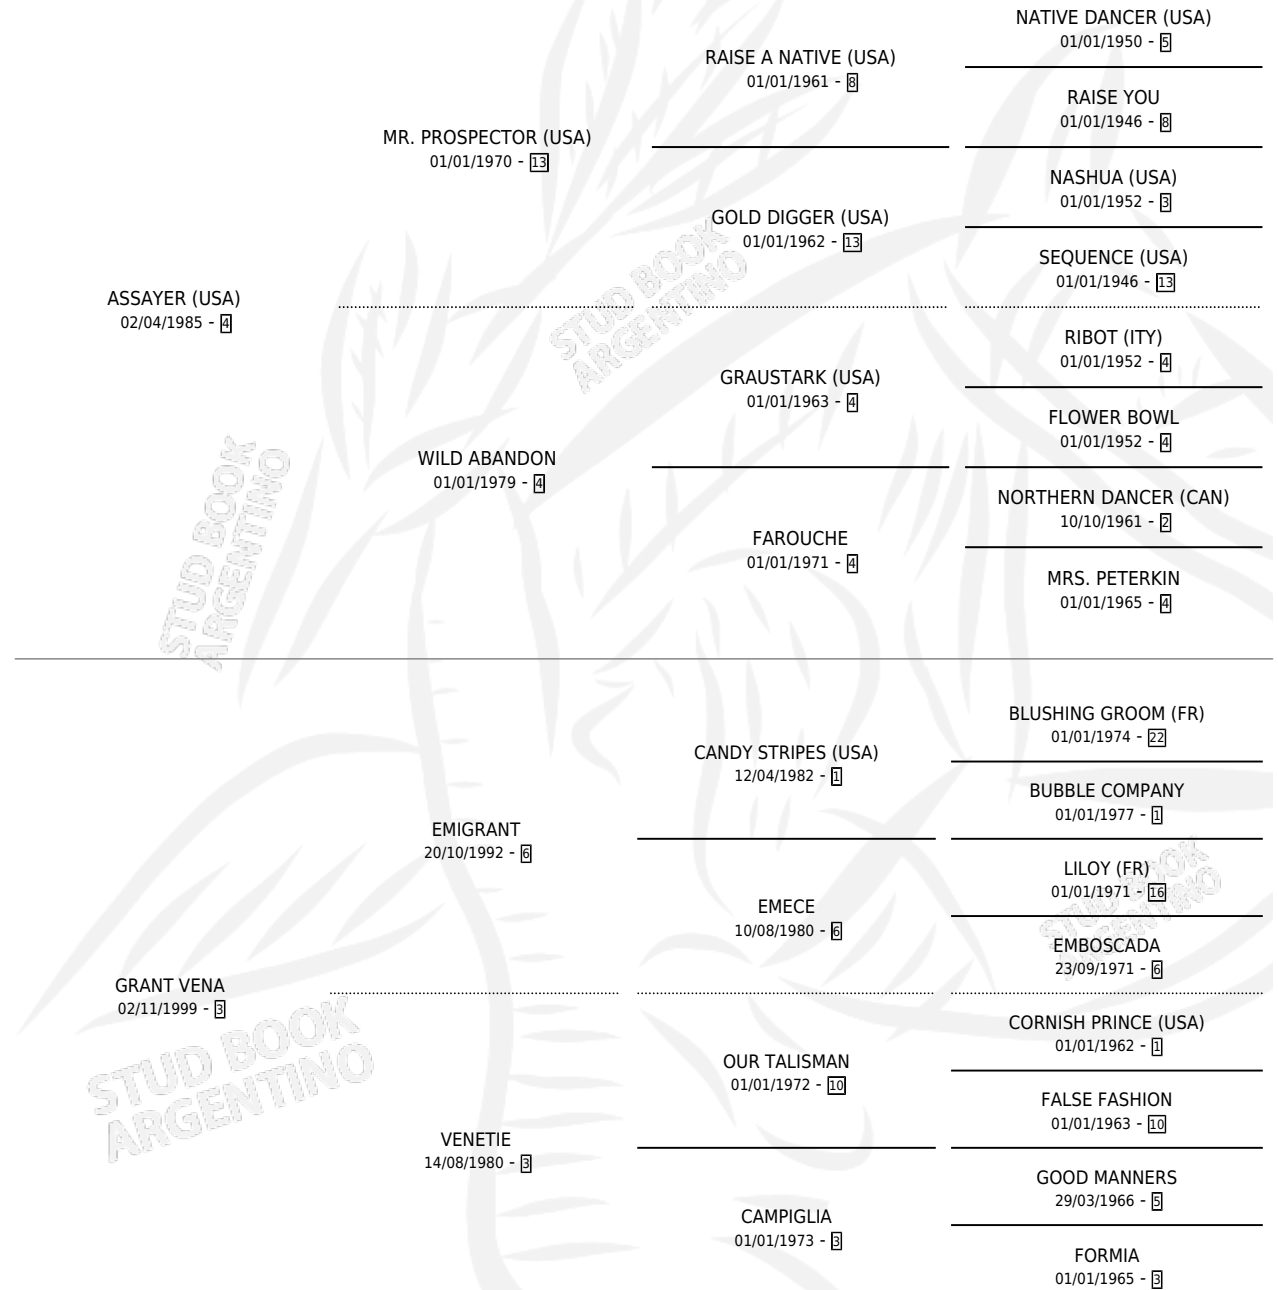 NATIVE DANCER (USA)
01/01/1950 - 5
RAISE A NATIVE (USA)
01/01/1961 - 8
RAISE YOU
01/01/1946 - 8
MR. PROSPECTOR (USA)
01/01/1970 - 13
NASHUA (USA)
01/01/1952 - 3
GOLD DIGGER (USA)
01/01/1962 - 13
SEQUENCE (USA)
01/01/1946 - 13
ASSAYER (USA)
02/04/1985 - 4
RIBOT (ITY)
01/01/1952 - 4
GRAUSTARK (USA)
01/01/1963 - 4
FLOWER BOWL
01/01/1952 - 4
WILD ABANDON
01/01/1979 - 4
NORTHERN DANCER (CAN)
10/10/1961 - 2
FAROUCHE
01/01/1971 - 4
MRS. PETERKIN
01/01/1965 - 4
BLUSHING GROOM (FR)
01/01/1974 - 22
CANDY STRIPES (USA)
12/04/1982 - 1
BUBBLE COMPANY
01/01/1977 - 1
EMIGRANT
20/10/1992 - 6
LILOY (FR)
01/01/1971 - 16
EMECE
10/08/1980 - 6
EMBOSCADA
23/09/1971 - 6
GRANT VENA
02/11/1999 - 3
CORNISH PRINCE (USA)
01/01/1962 - 1
OUR TALISMAN
01/01/1972 - 10
FALSE FASHION
01/01/1963 - 10
VENETIE
14/08/1980 - 3
GOOD MANNERS
29/03/1966 - 5
CAMPIGLIA
01/01/1973 - 3
FORMIA
01/01/1965 - 3
STUD BOOK
ARGENTINO
STUD BOOK
ARGENTINO
STUD BOOK
ARGENTINO
STUD BOOK
ARGENTINO